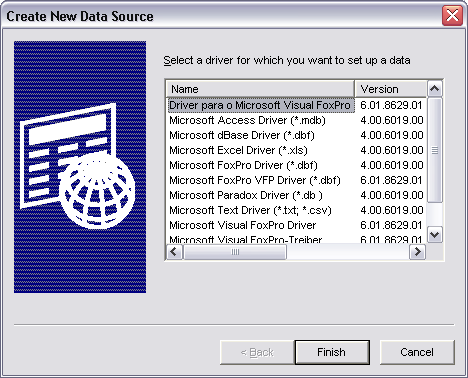 Create New Data Source
Select a driver for which you want to set up a data
Name Version
Driver para o Microsoft Visual FoxPro 6.01.8629.01
Microsoft Access Driver (*.mdb) 4.00.6019.00
Microsoft dBase Driver (*.dbf) 4.00.6019.00
Microsoft Excel Driver (*.xls) 4.00.6019.00
Microsoft FoxPro Driver (*.dbf) 4.00.6019.00
Microsoft FoxPro VFP Driver (*.dbf) 6.01.8629.01
Microsoft Paradox Driver (*.db ) 4.00.6019.00
Microsoft Text Driver (*.txt; *.csv) 4.00.6019.00
Microsoft Visual FoxPro Driver 6.01.8629.01
Microsoft Visual FoxPro-Treiber 6.01.8629.01
< Back Finish Cancel